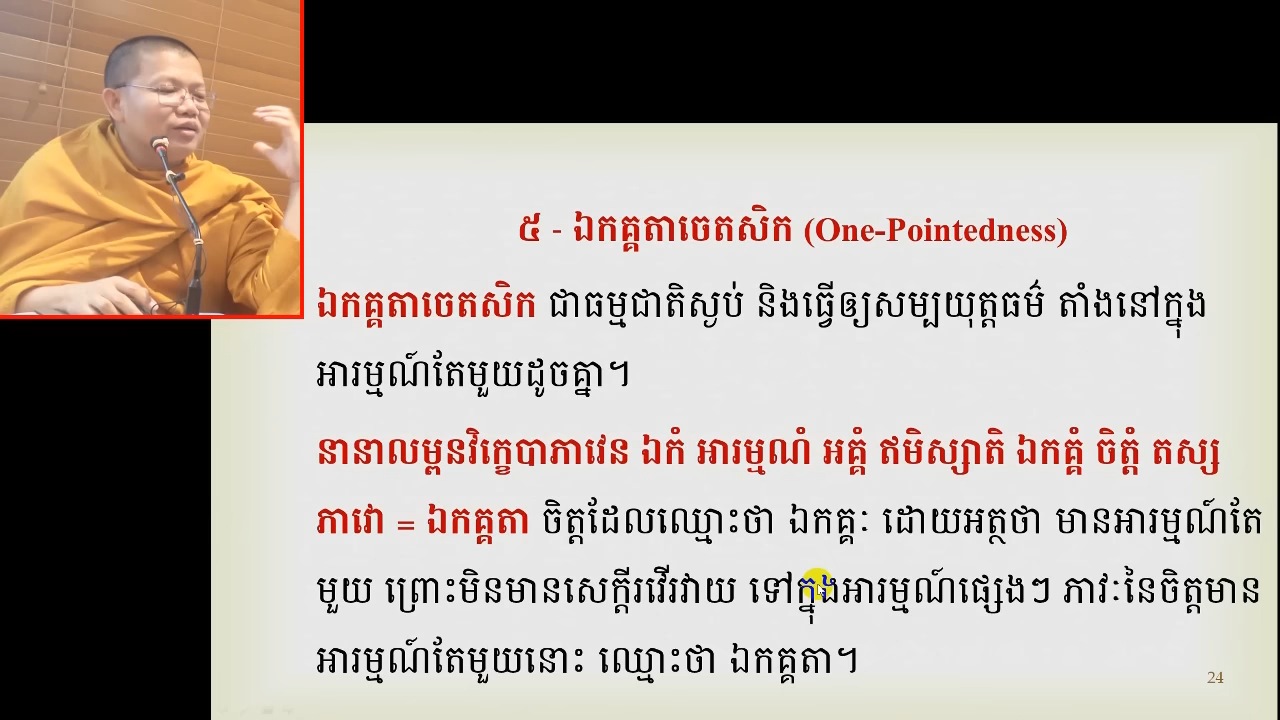 ៥ - ឯកគ្គតាចេតសិក (One-Pointedness)
ឯកគ្គតាចេតសិក ជាធម្មជាតិស្ងប់ និងធ្វើឲ្យសម្បយុត្តធម៌ តាំងនៅក្នុង
អារម្មណ៍តែមួយដូចគ្នា។
នានាលម្ពនវិក្ខេបាភាវេន ឯកំ អារម្មណំ អគ្គំ ឥមិស្សាតិ ឯកគ្គំ ចិត្តំ តស្ស
ភាវោ = ឯកគ្គតា ចិត្តដែលឈ្មោះថា ឯកគ្គៈ ដោយអត្ថថា មានអារម្មណ៍តែ
មួយ ព្រោះមិនមានសេក្តីរវើរវាយ ទៅក្នុងអារម្មណ៍ផ្សេងៗ ភាវៈនៃចិត្តមាន
អារម្មណ៍តែមួយនោះ ឈ្មោះថា ឯកគ្គតា។
24